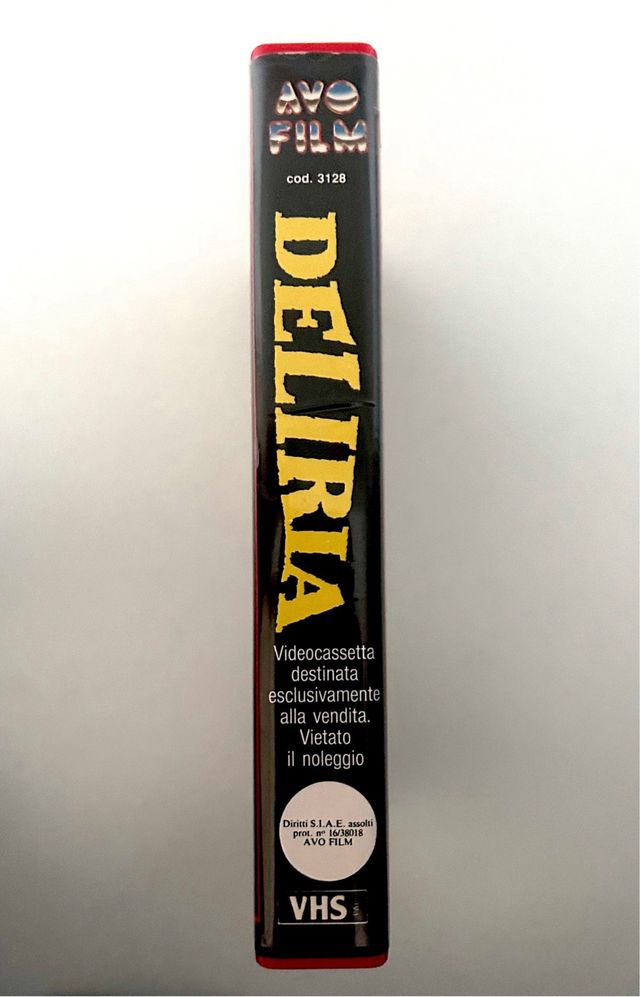 AVO
FILM
cod. 3128
DELIRIA
Videocassetta
destinata
esclusivamente
alla vendita.
Vietato
il noleggio
Diritti S.I.A.E. assolti
prot. nº 16/38018
AVO FILM
VHS